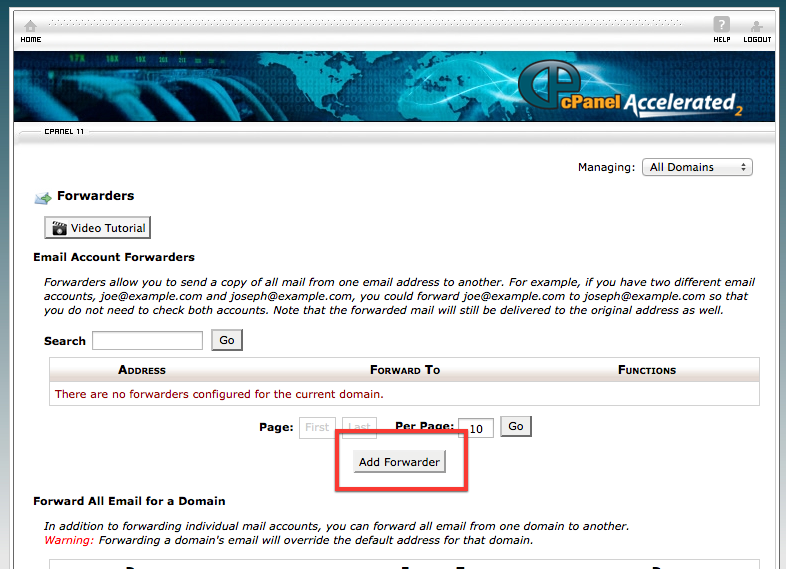 HOME
HELP
LOGOUT
cPanel Accelerated2
CPANEL 11
Managing: All Domains
Forwarders
Video Tutorial
Email Account Forwarders
Forwarders allow you to send a copy of all mail from one email address to another. For example, if you have two different email
accounts, joe@example.com and joseph@example.com, you could forward joe@example.com to joseph@example.com so that
you do not need to check both accounts. Note that the forwarded mail will still be delivered to the original address as well.
Search Go
ADDRESS FORWARD TO FUNCTIONS
There are no forwarders configured for the current domain.
Page: First Last Per Page: 10 Go
Add Forwarder
Forward All Email for a Domain
In addition to forwarding individual mail accounts, you can forward all email from one domain to another.
Warning: Forwarding a domain's email will override the default address for that domain.